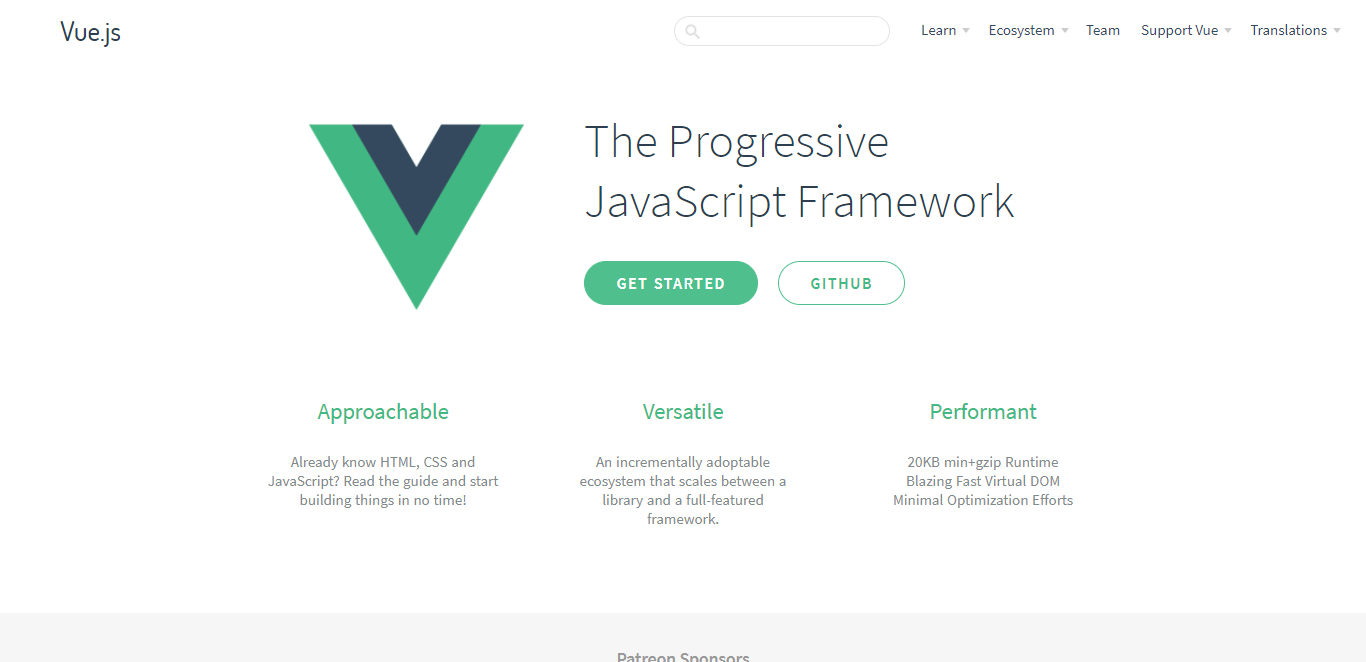 Vue.js
Learn
Ecosystem
Team
Support Vue
Translations
The Progressive
JavaScript Framework
GET STARTED
GITHUB
Approachable
Already know HTML, CSS and
JavaScript? Read the guide and start
building things in no time!
Versatile
An incrementally adoptable
ecosystem that scales between a
library and a full-featured
framework.
Performant
20KB min+gzip Runtime
Blazing Fast Virtual DOM
Minimal Optimization Efforts
Patreon Sponsors